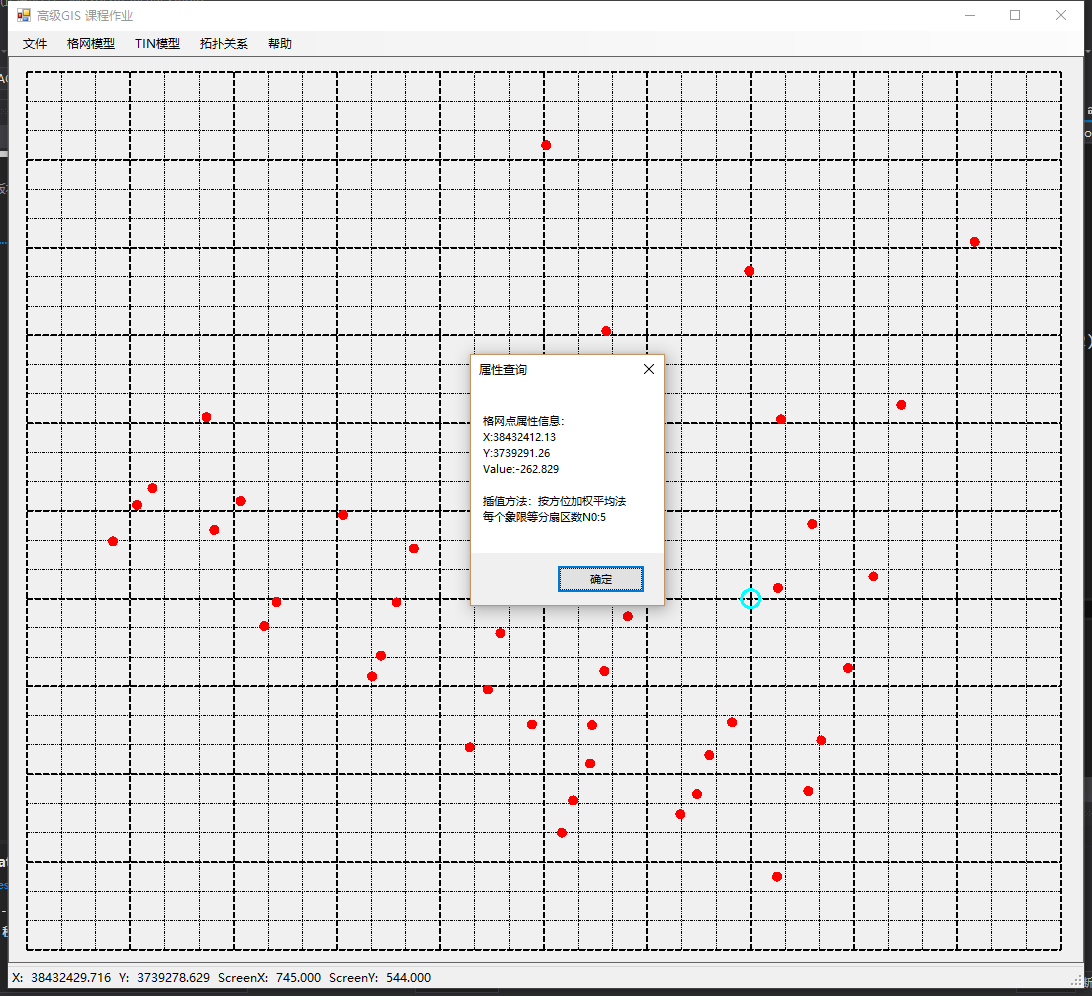 高级GIS 课程作业
文件 格网模型 TIN模型 拓扑关系 帮助
属性查询
格网点属性信息：
X:38432412.13
Y:3739291.26
Value:-262.829
插值方法：按方位加权平均法
每个象限等分扇区数N0:5
确定
X: 38432429.716 Y: 3739278.629 ScreenX: 745.000 ScreenY: 544.000